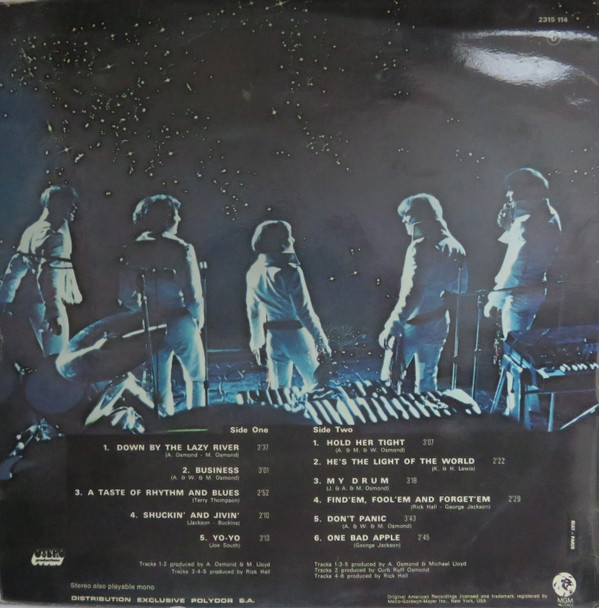 2315 114
Side One
1. DOWN BY THE LAZY RIVER 2'37
(A. Osmond - M. Osmond)
2. BUSINESS 3'01
(A. & W. & M. Osmond)
3. A TASTE OF RHYTHM AND BLUES 2'52
(Terry Thompson)
4. SHUCKIN' AND JIVIN' 2'10
(Jackson - Buckins)
5. YO-YO 2'13
(Joe South)
Tracks 1-2 produced by A. Osmond & M. Lloyd
Tracks 3-4-5 produced by Rick Hall
Side Two
1. HOLD HER TIGHT 3'07
(A. & M. & W. Osmond)
2. HE'S THE LIGHT OF THE WORLD 2'22
(K. & H. Lewis)
3. MY DRUM 3'18
(J. & A. & M. Osmond)
4. FIND'EM, FOOL'EM AND FORGET'EM 2'29
(Rick Hall - George Jackson)
5. DON'T PANIC 3'43
(A. & W. & M. Osmond)
6. ONE BAD APPLE 2'45
(George Jackson)
Tracks 1-3-5 produced by A. Osmond & Michael Lloyd
Tracks 2 produced by Curb Ruff Osmond
Tracks 4-6 produced by Rick Hall
Stereo also playable mono
DISTRIBUTION EXCLUSIVE POLYDOR S.A.
Original American Recordings licensed and trademark registered by
Metro-Goldwyn-Mayer Inc., New York, USA
MGM